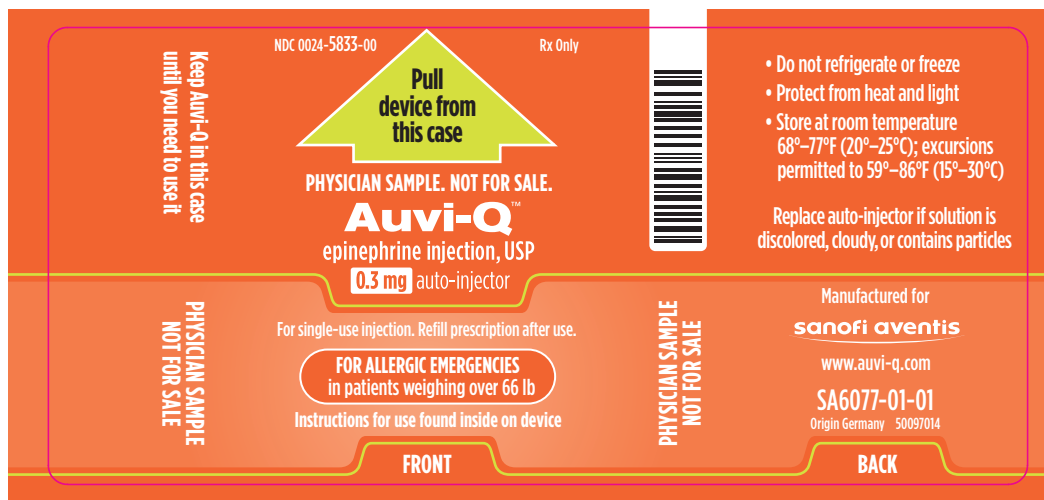 Keep Auvi-Q in this case
until you need to use it
NDC 0024-5833-00
Rx Only
Pull
device from
this case
PHYSICIAN SAMPLE. NOT FOR SALE.
Auvi-Q™
epinephrine injection, USP
0.3 mg auto-injector
PHYSICIAN SAMPLE
NOT FOR SALE
For single-use injection. Refill prescription after use.
FOR ALLERGIC EMERGENCIES
in patients weighing over 66 lb
Instructions for use found inside on device
FRONT
PHYSICIAN SAMPLE
NOT FOR SALE
• Do not refrigerate or freeze
• Protect from heat and light
• Store at room temperature
68°–77°F (20°–25°C); excursions
permitted to 59°–86°F (15°–30°C)
Replace auto-injector if solution is
discolored, cloudy, or contains particles
Manufactured for
sanofi aventis
www.auvi-q.com
SA6077-01-01
Origin Germany 50097014
BACK